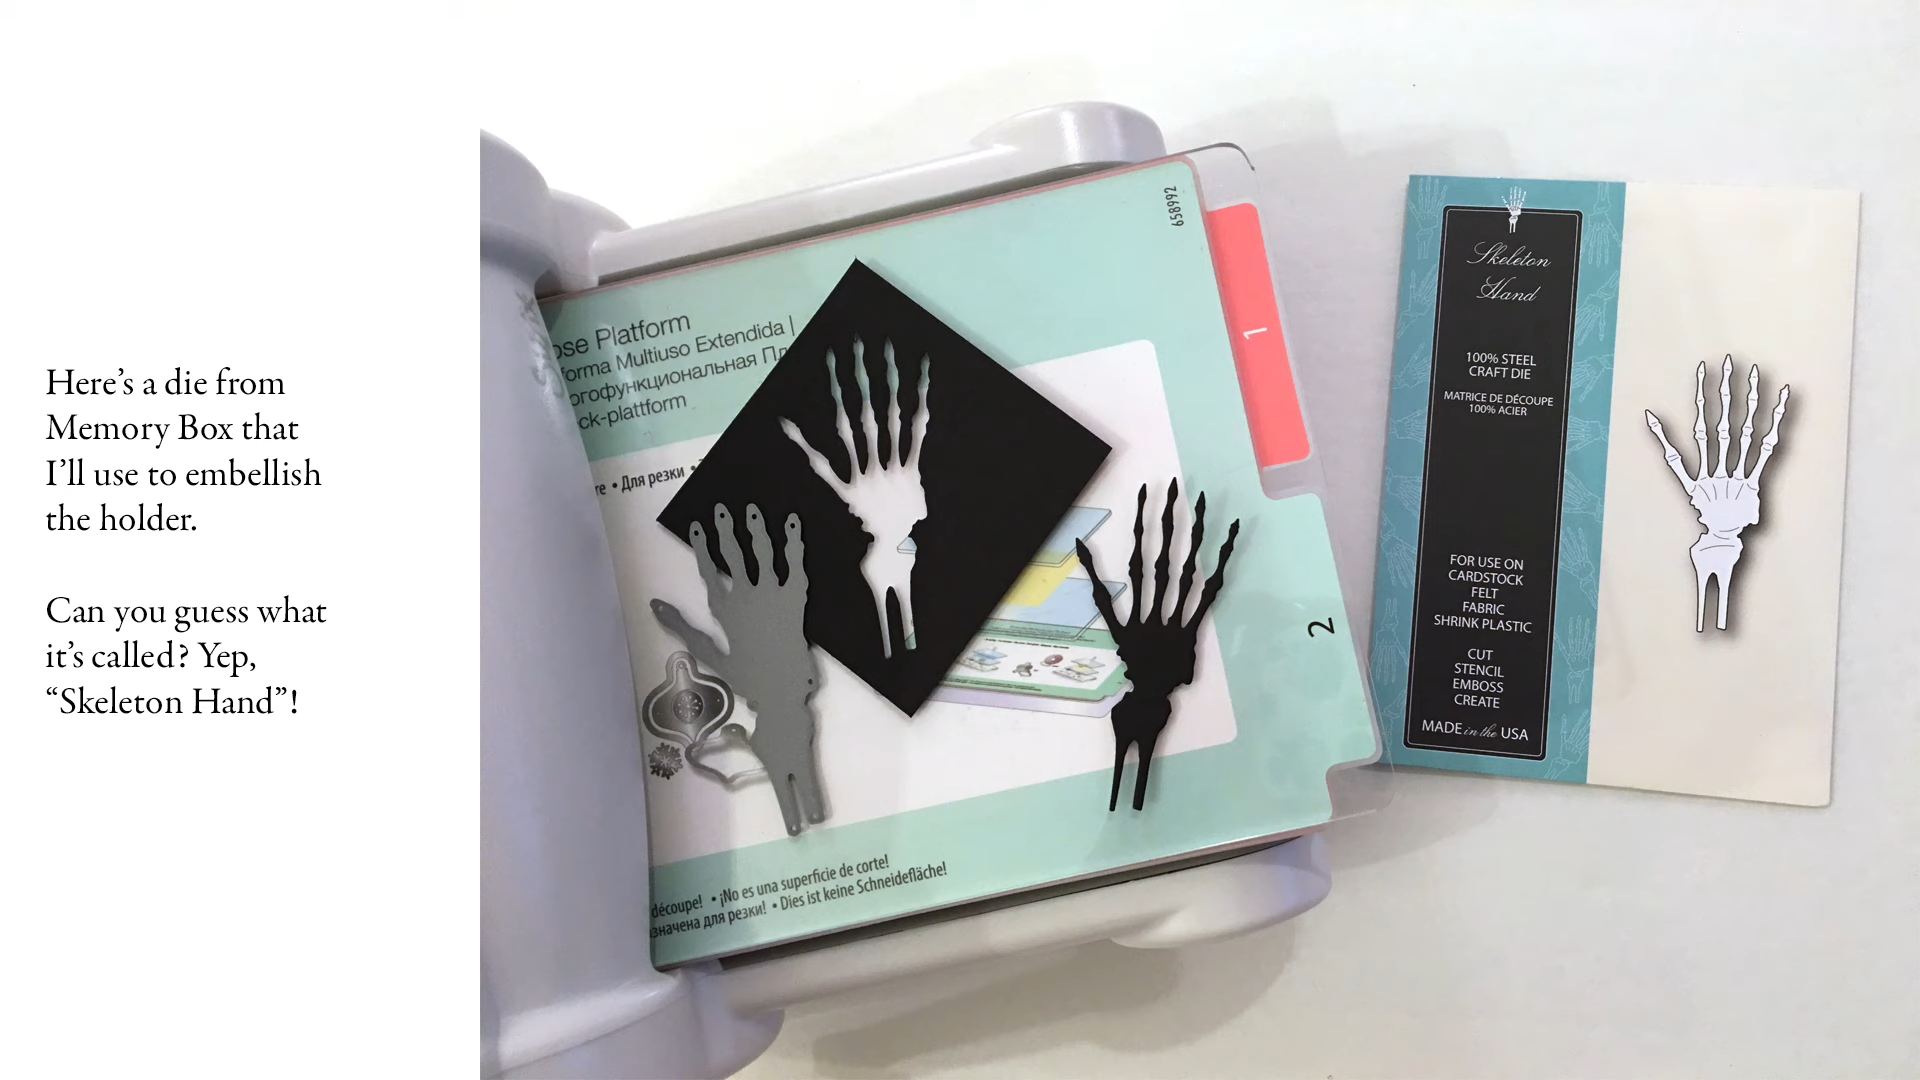 Here’s a die from
Memory Box that
I’ll use to embellish
the holder.
Can you guess what
it’s called? Yep,
“Skeleton Hand”!
658992
ose Platform
forma Multiuso Extendida |
огофункциональная Пл
ck-plattform
re • Для резки •
1
2
découpe! • ¡No es una superficie de corte!
значена для резки! • Dies ist keine Schneidefläche!
Skeleton
Hand
100% STEEL
CRAFT DIE
MATRICE DE DÉCOUPE
100% ACIER
FOR USE ON
CARDSTOCK
FELT
FABRIC
SHRINK PLASTIC
CUT
STENCIL
EMBOSS
CREATE
MADE in the USA